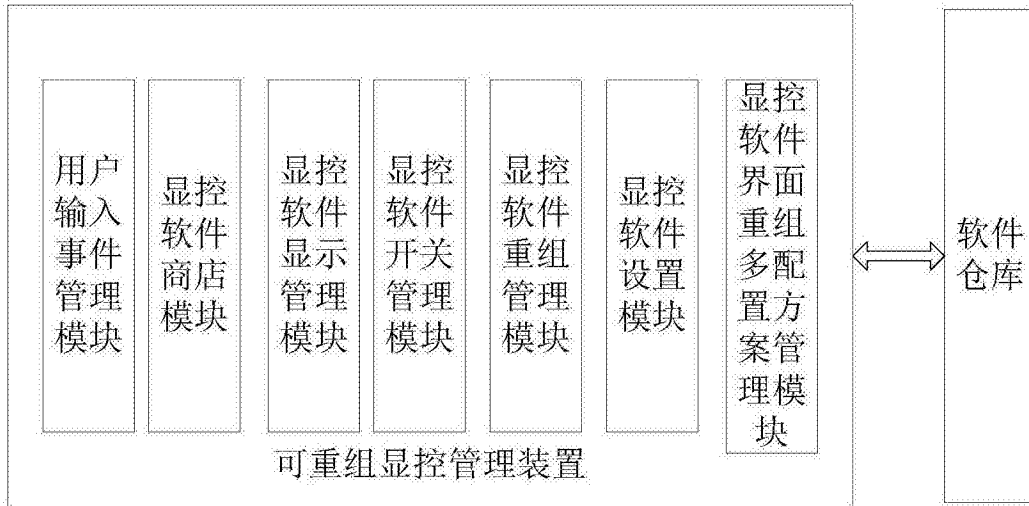 用户
输入
事件
管理
模块
显控
软件
商店
模块
显控
软件
显示
管理
模块
显控
软件
开关
管理
模块
显控
软件
重组
管理
模块
显控
软件
设置
模块
显控
软件
界面
重组
多配
置方
案管
理模
块
可重组显控管理装置
软件
仓库